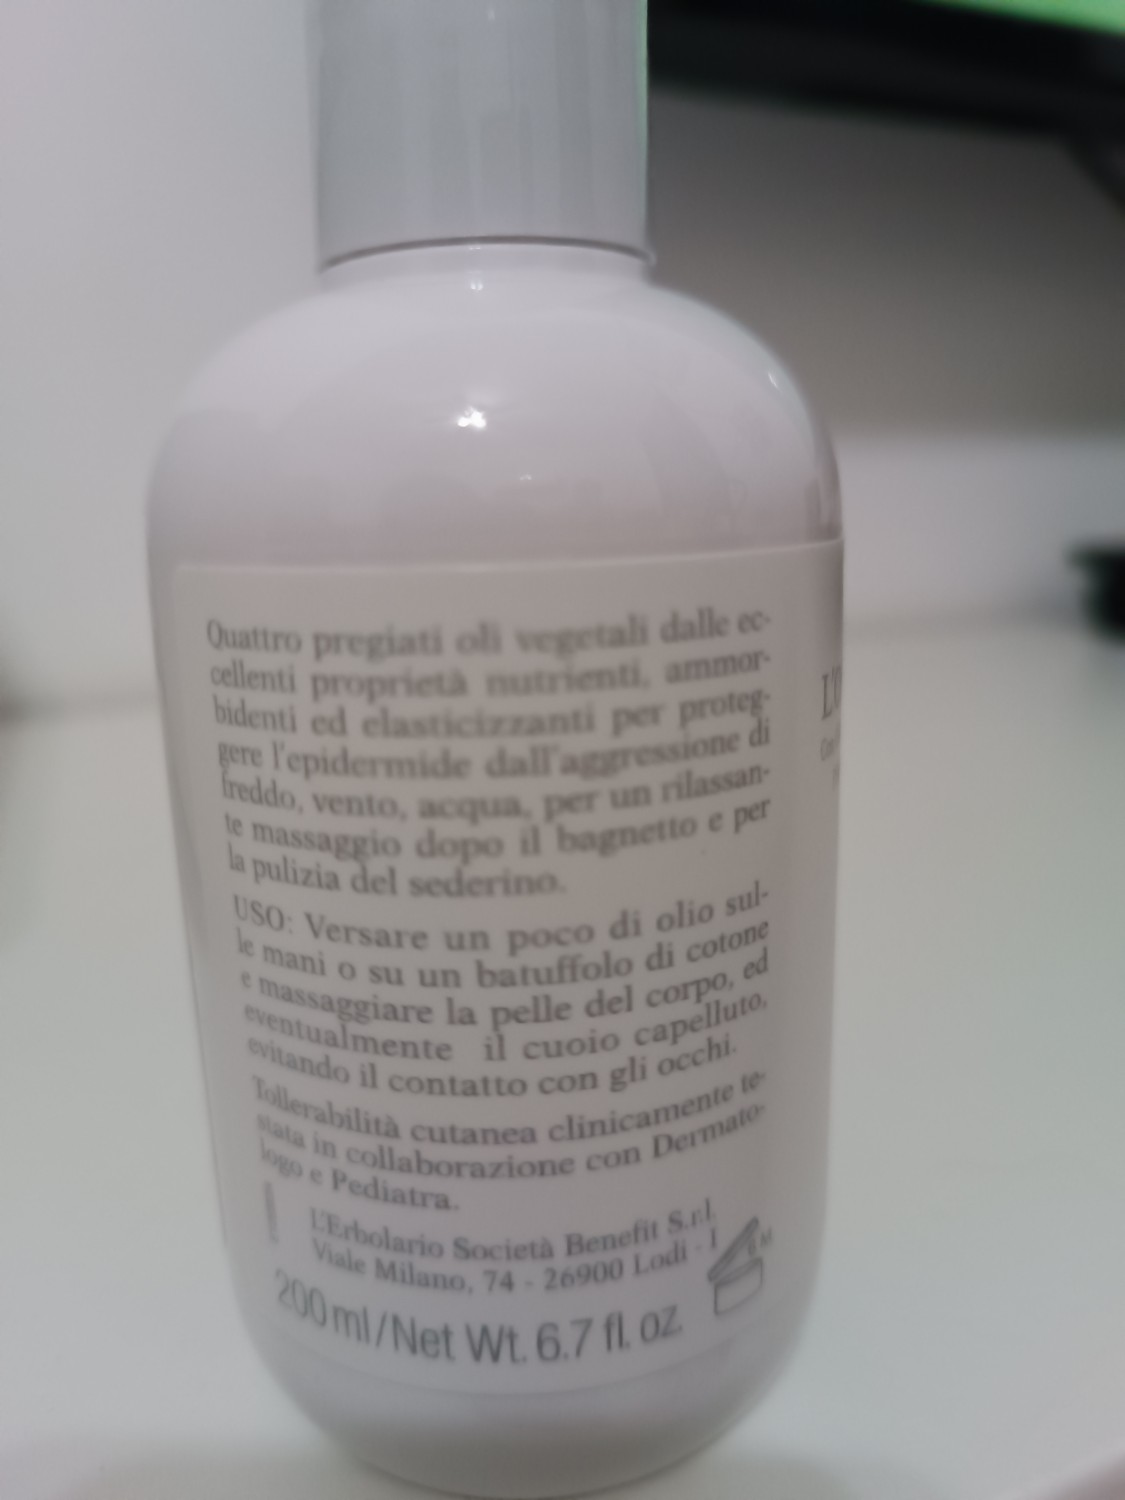 Quattro pregiati oli vegetali dalle ec-
cellenti proprietà nutrienti, ammor-
bidenti ed elasticizzanti per proteg-
gere l'epidermide dall'aggressione di
freddo, vento, acqua, per un rilassan-
te massaggio dopo il bagnetto e per
la pulizia del sederino.
USO: Versare un poco di olio sul-
le mani o su un batuffolo di cotone
e massaggiare la pelle del corpo, ed
eventualmente il cuoio capelluto,
evitando il contatto con gli occhi.
Tollerabilità cutanea clinicamente te-
stata in collaborazione con Dermato-
logo e Pediatra.
L'Erbolario Società Benefit S.r.l.
Viale Milano, 74 - 26900 Lodi - I
200 ml/Net Wt. 6.7 fl. oz.